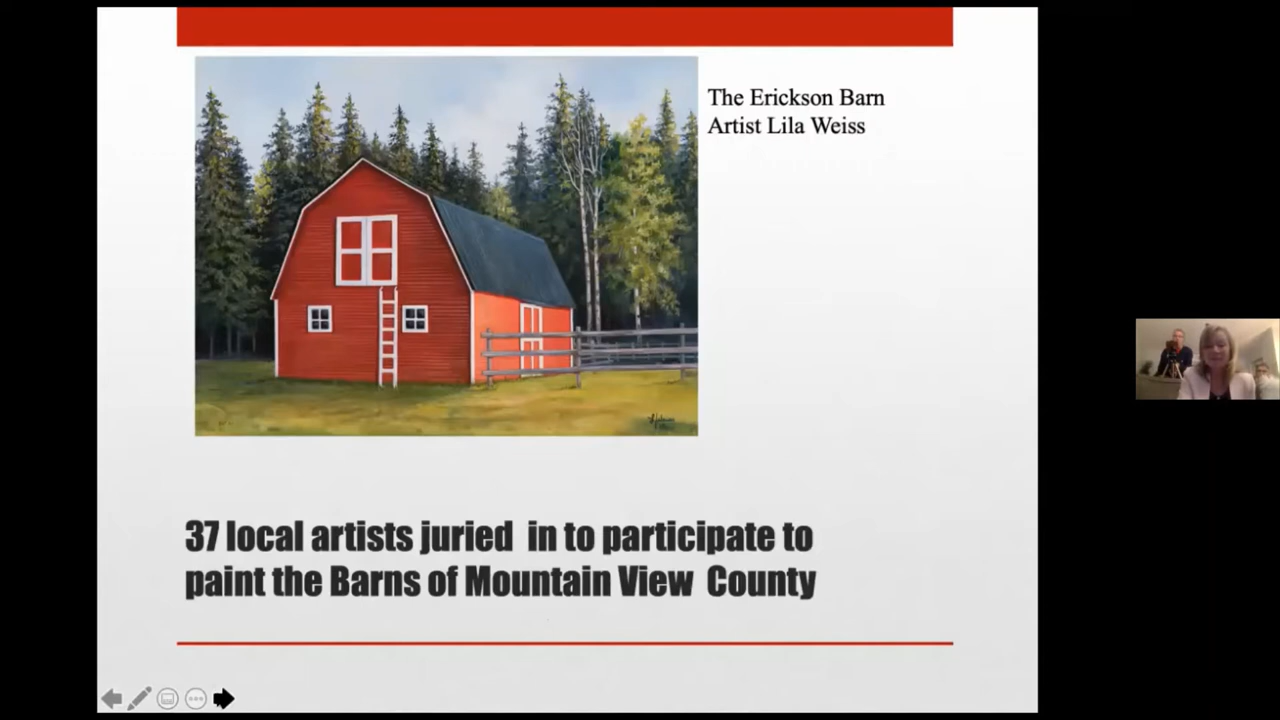 The Erickson Barn
Artist Lila Weiss
37 local artists juried  in to participate to
paint the Barns of Mountain View  County